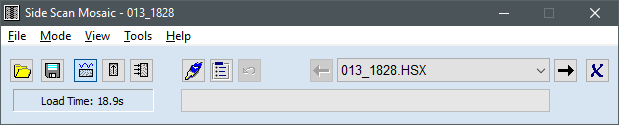 Side Scan Mosaic - 013_1828
File Mode View Tools Help
013_1828.HSX
Load Time: 18.9s